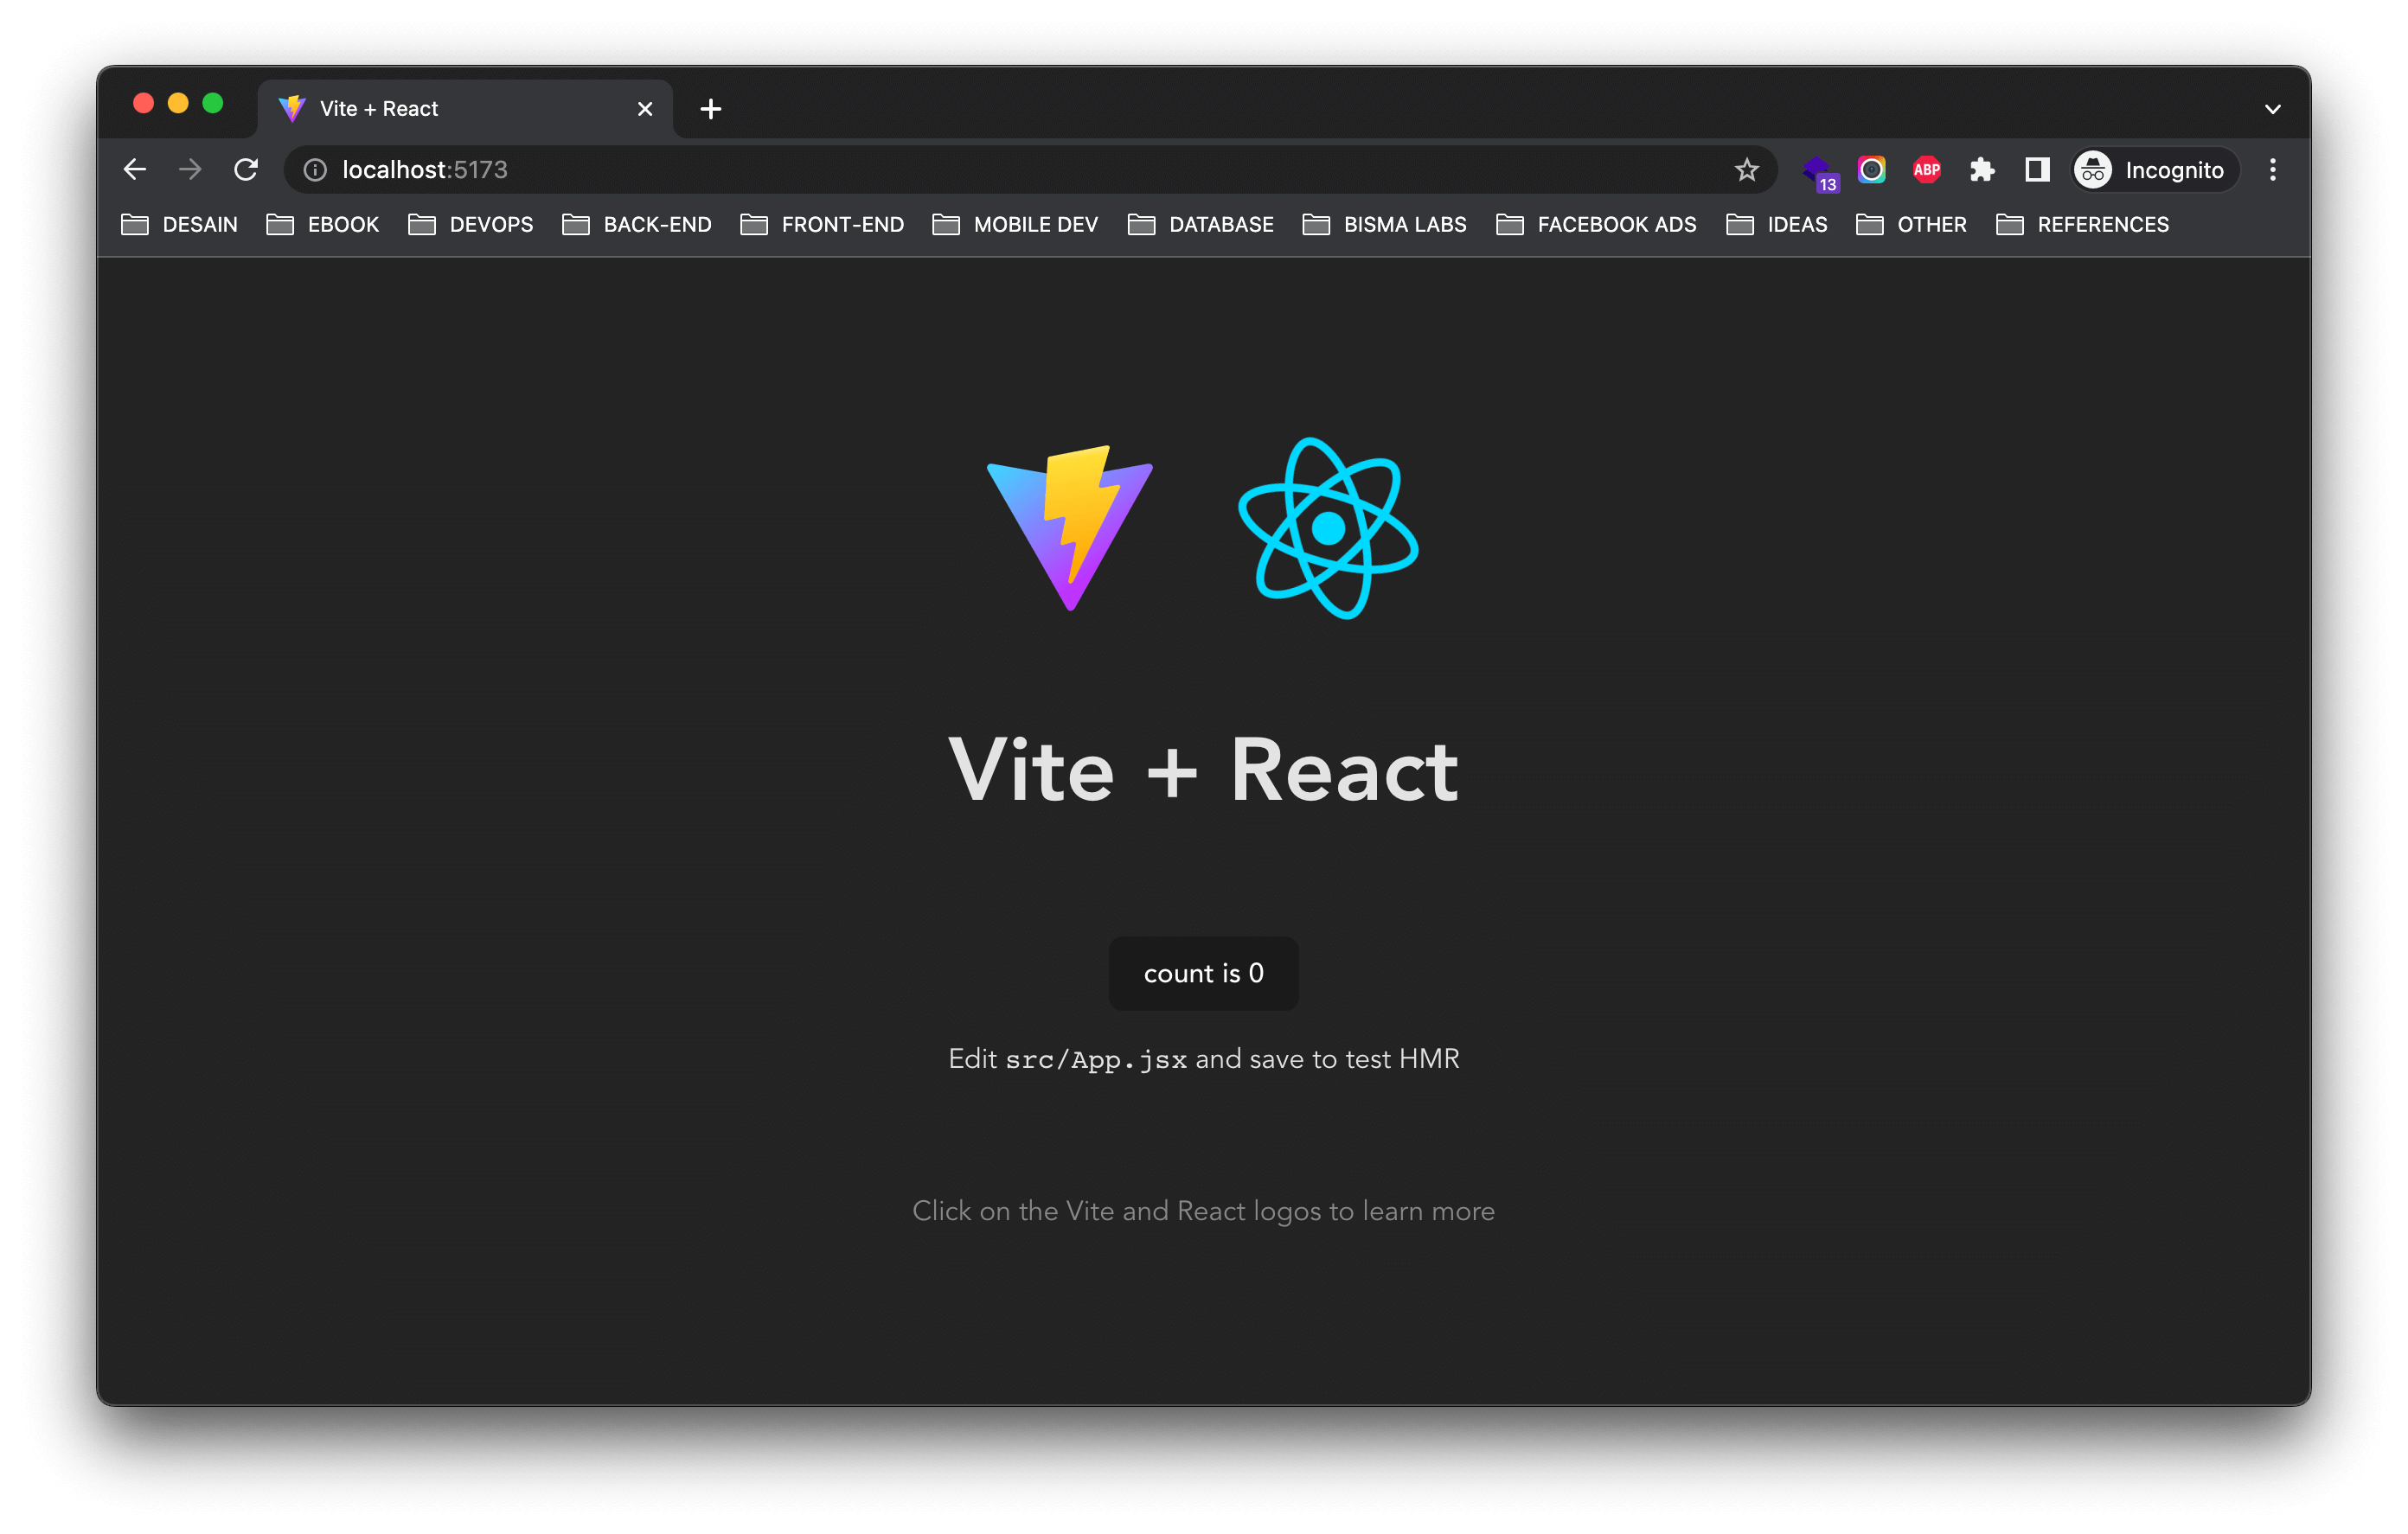 Vite + React
localhost:5173
13
ABP
Incognito
DESAIN EBOOK DEVOPS BACK-END FRONT-END MOBILE DEV DATABASE BISMA LABS FACEBOOK ADS IDEAS OTHER REFERENCES
Vite + React
count is 0
Edit src/App.jsx and save to test HMR
Click on the Vite and React logos to learn more